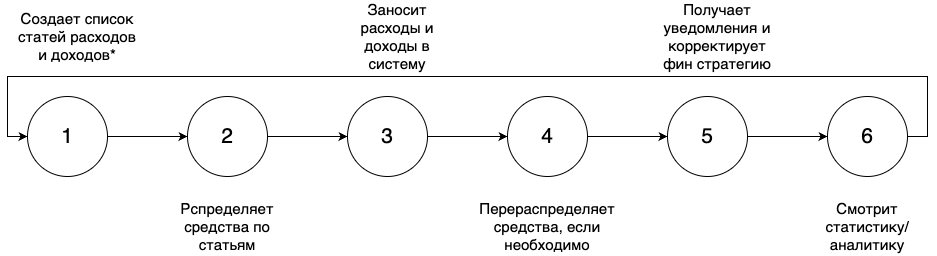 Создает список
статей расходов
и доходов*
Заносит
расходы и
доходы в
систему
Получает
уведомления и
корректирует
фин стратегию
1
2
3
4
5
6
Рспределяет
средства по
статьям
Перераспределяет
средства, если
необходимо
Смотрит
статистику/
аналитику